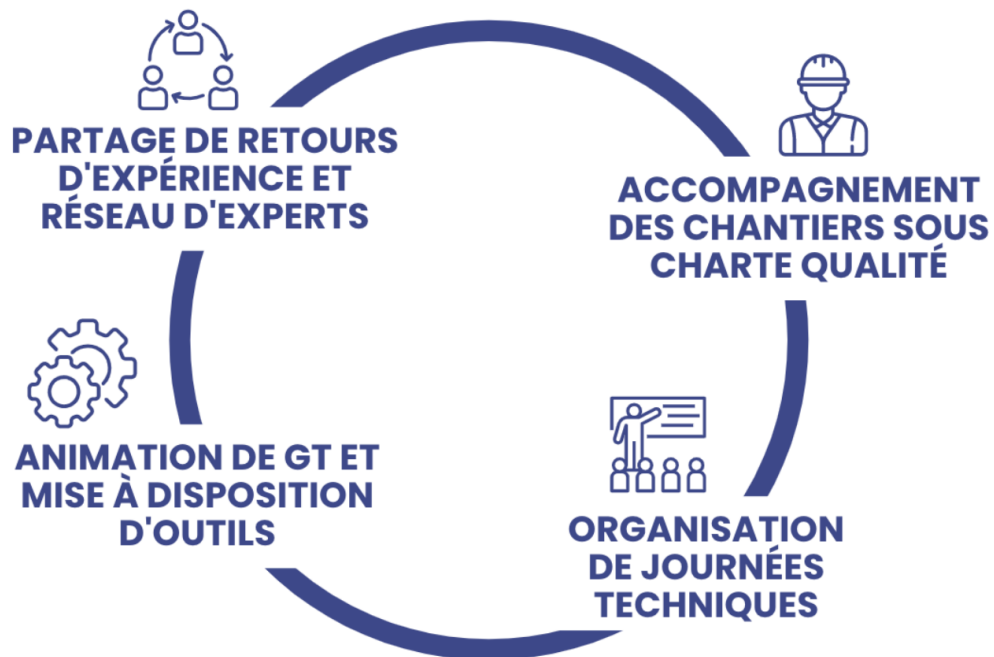 PARTAGE DE RETOURS
D'EXPÉRIENCE ET
RÉSEAU D'EXPERTS
ACCOMPAGNEMENT
DES CHANTIERS SOUS
CHARTE QUALITÉ
ANIMATION DE GT ET
MISE À DISPOSITION
D'OUTILS
ORGANISATION
DE JOURNÉES
TECHNIQUES